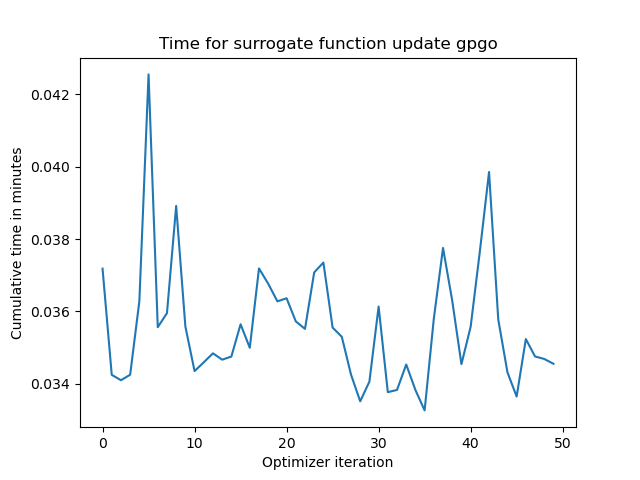 Time for surrogate function update gpgo
Cumulative time in minutes
0.042
0.040
0.038
0.036
0.034
0 10 20 30 40 50
Optimizer iteration